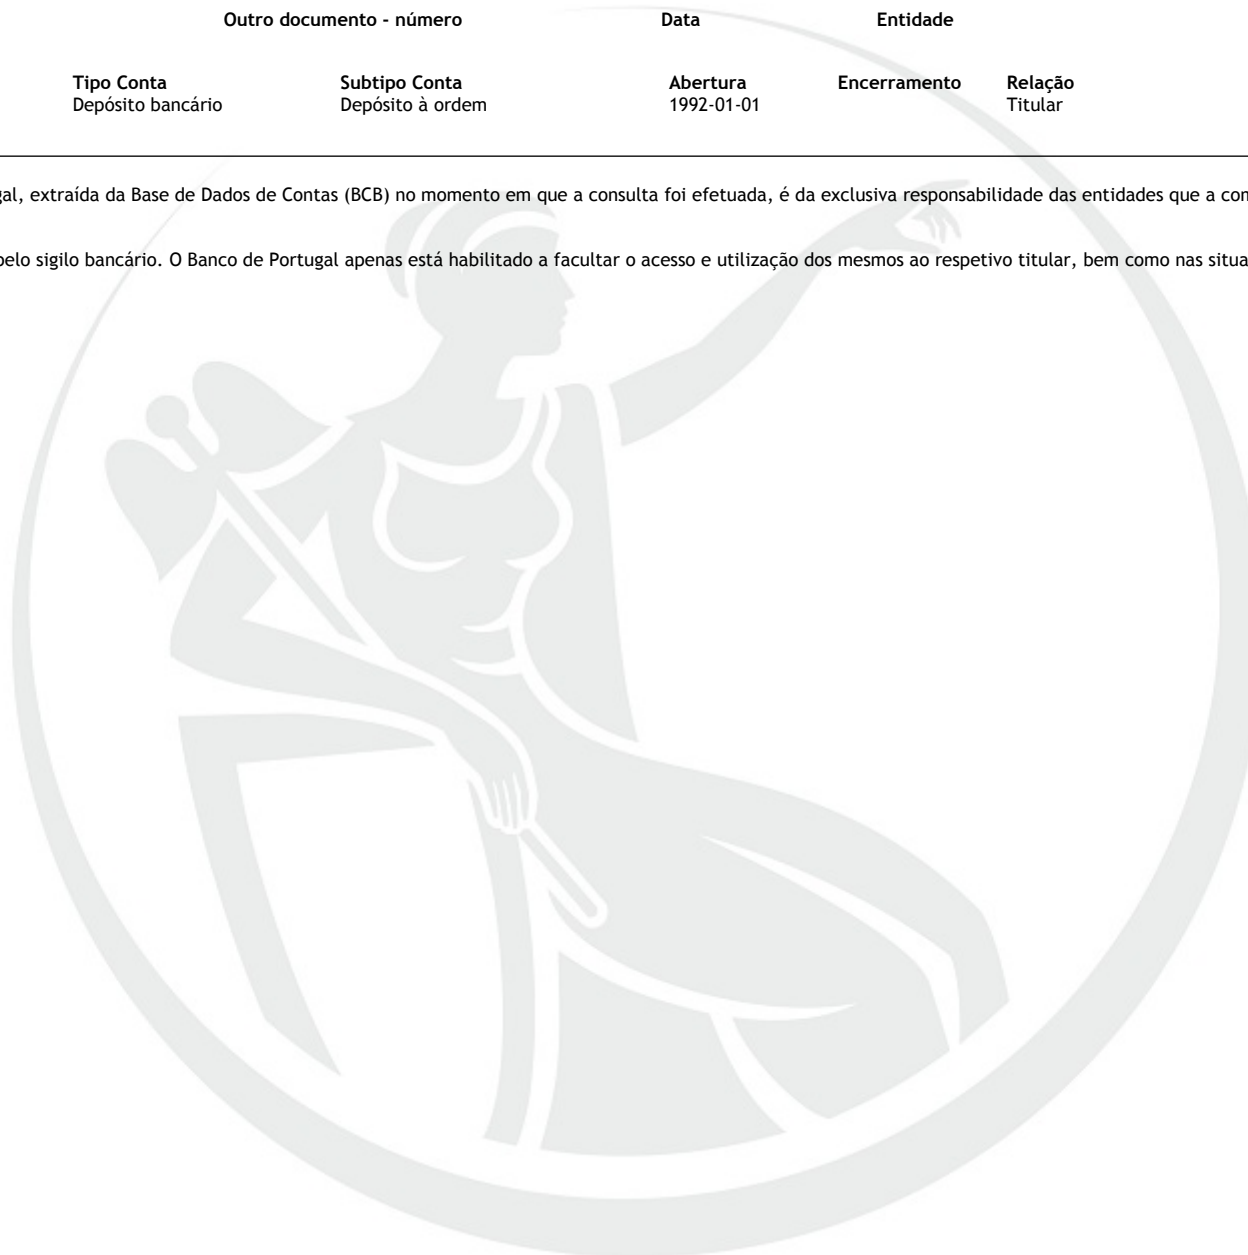 Outro documento - número Data Entidade
Tipo Conta Subtipo Conta Abertura Encerramento Relação
Depósito bancário Depósito à ordem 1992-01-01 Titular
gal, extraída da Base de Dados de Contas (BCB) no momento em que a consulta foi efetuada, é da exclusiva responsabilidade das entidades que a con
pelo sigilo bancário. O Banco de Portugal apenas está habilitado a facultar o acesso e utilização dos mesmos ao respetivo titular, bem como nas situa